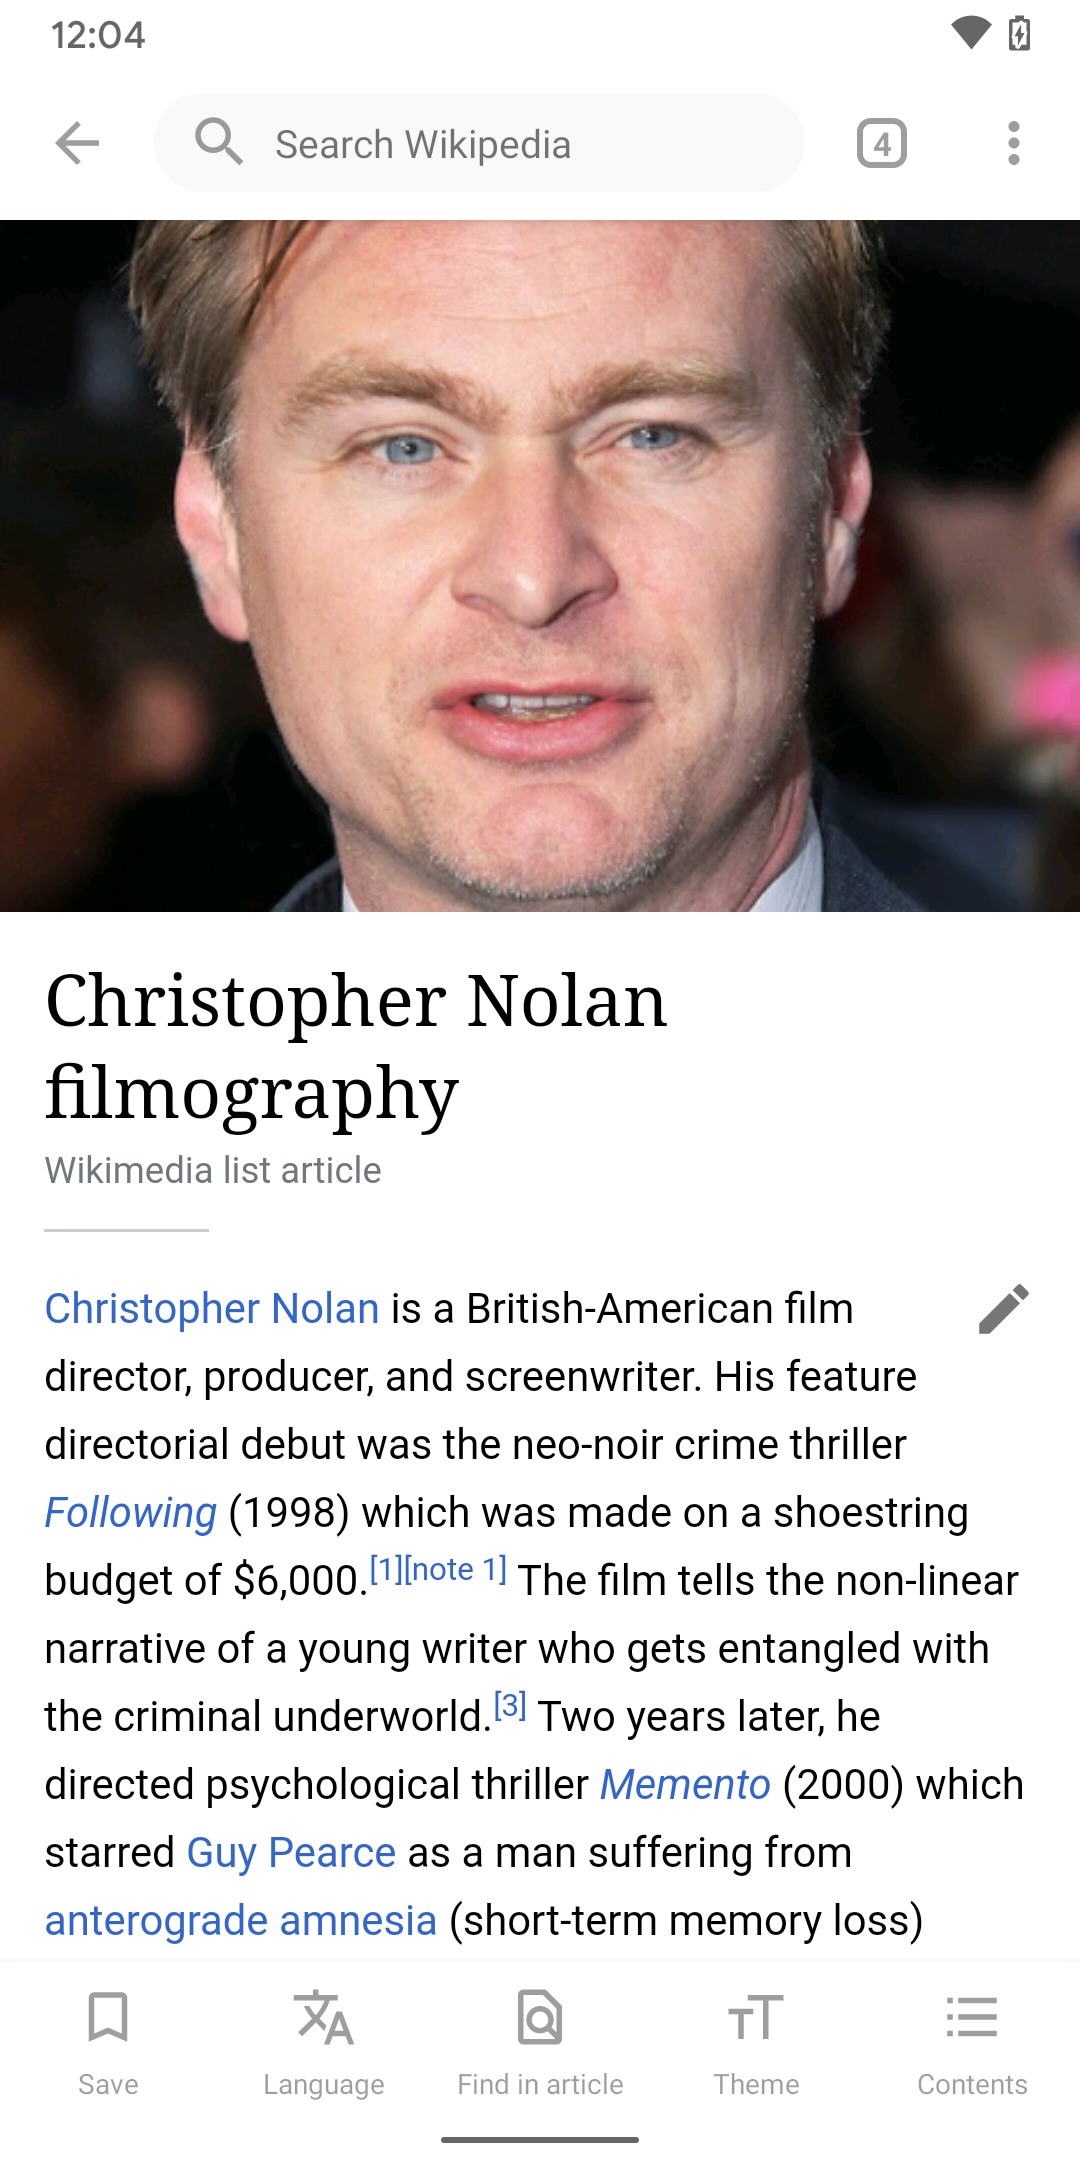 12:04
Search Wikipedia
4
Christopher Nolan
filmography
Wikimedia list article
Christopher Nolan is a British-American film
director, producer, and screenwriter. His feature
directorial debut was the neo-noir crime thriller
Following (1998) which was made on a shoestring
budget of $6,000.[1][note 1] The film tells the non-linear
narrative of a young writer who gets entangled with
the criminal underworld.[3] Two years later, he
directed psychological thriller Memento (2000) which
starred Guy Pearce as a man suffering from
anterograde amnesia (short-term memory loss)
Save
Language
Find in article
Theme
Contents